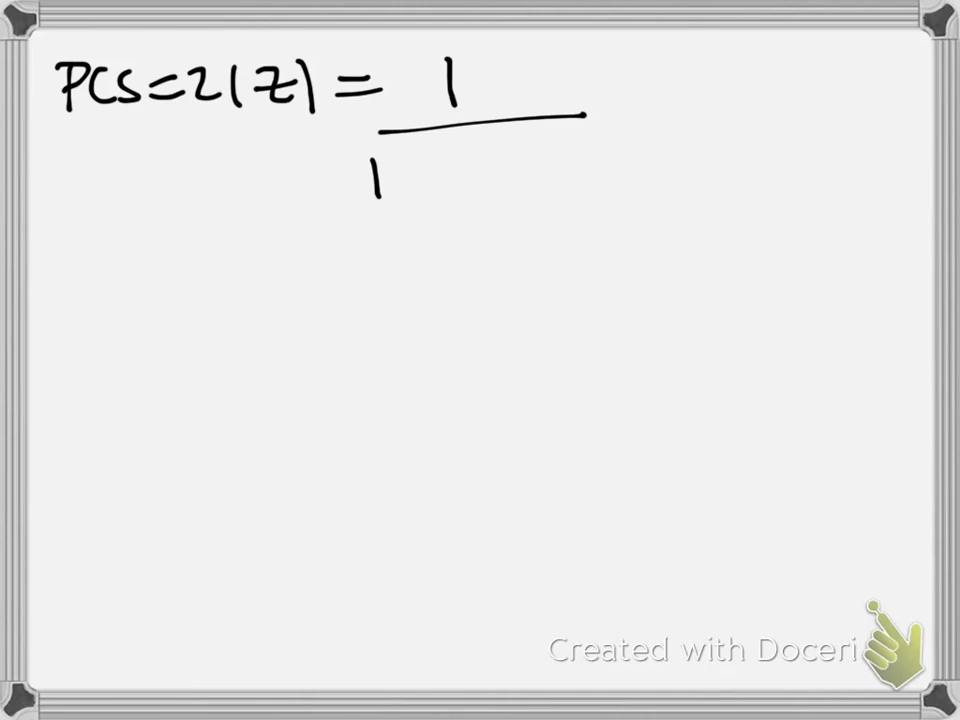 PCS=2(Z) = 1
1
Created with Doceri